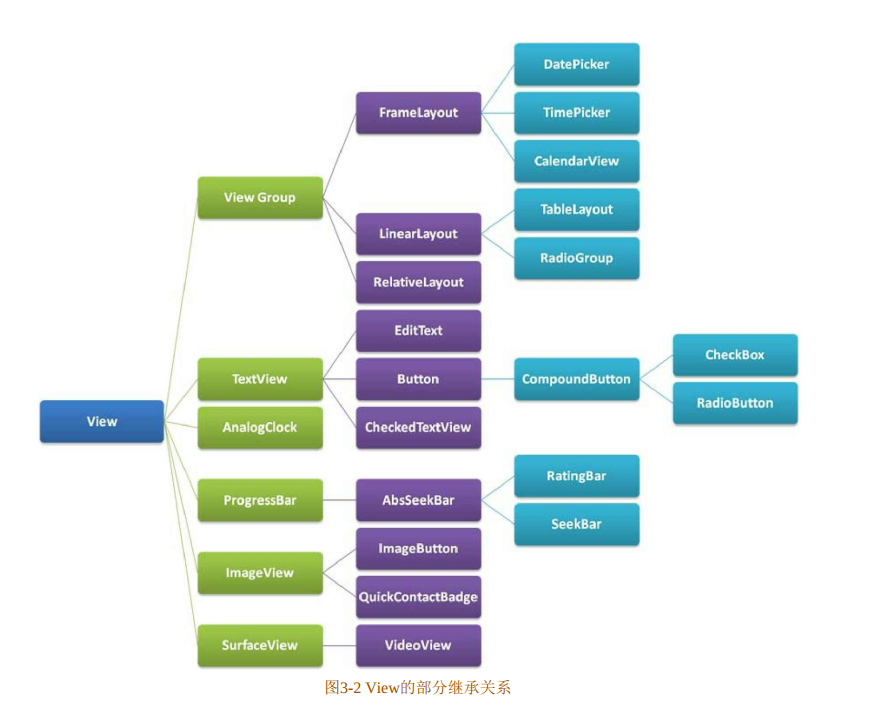 View
View Group
TextView
AnalogClock
ProgressBar
ImageView
SurfaceView
FrameLayout
LinearLayout
RelativeLayout
EditText
Button
CheckedTextView
AbsSeekBar
ImageButton
QuickContactBadge
VideoView
DatePicker
TimePicker
CalendarView
TableLayout
RadioGroup
CompoundButton
RatingBar
SeekBar
CheckBox
RadioButton
图3-2 View的部分继承关系